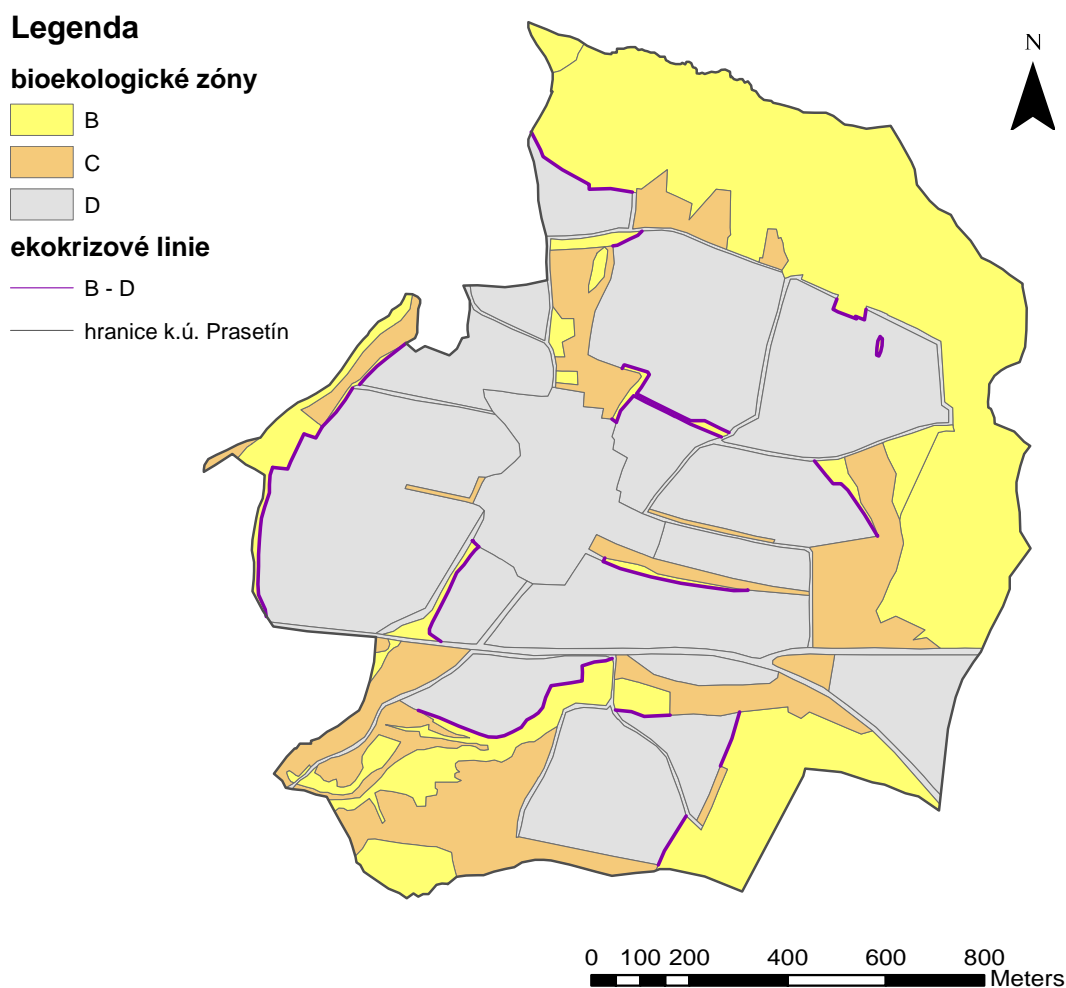 Legenda
bioekologické zóny
B
C
D
ekokrizové linie
B - D
hranice k.ú. Prasetín
N
0 100 200 400 600 800
Meters